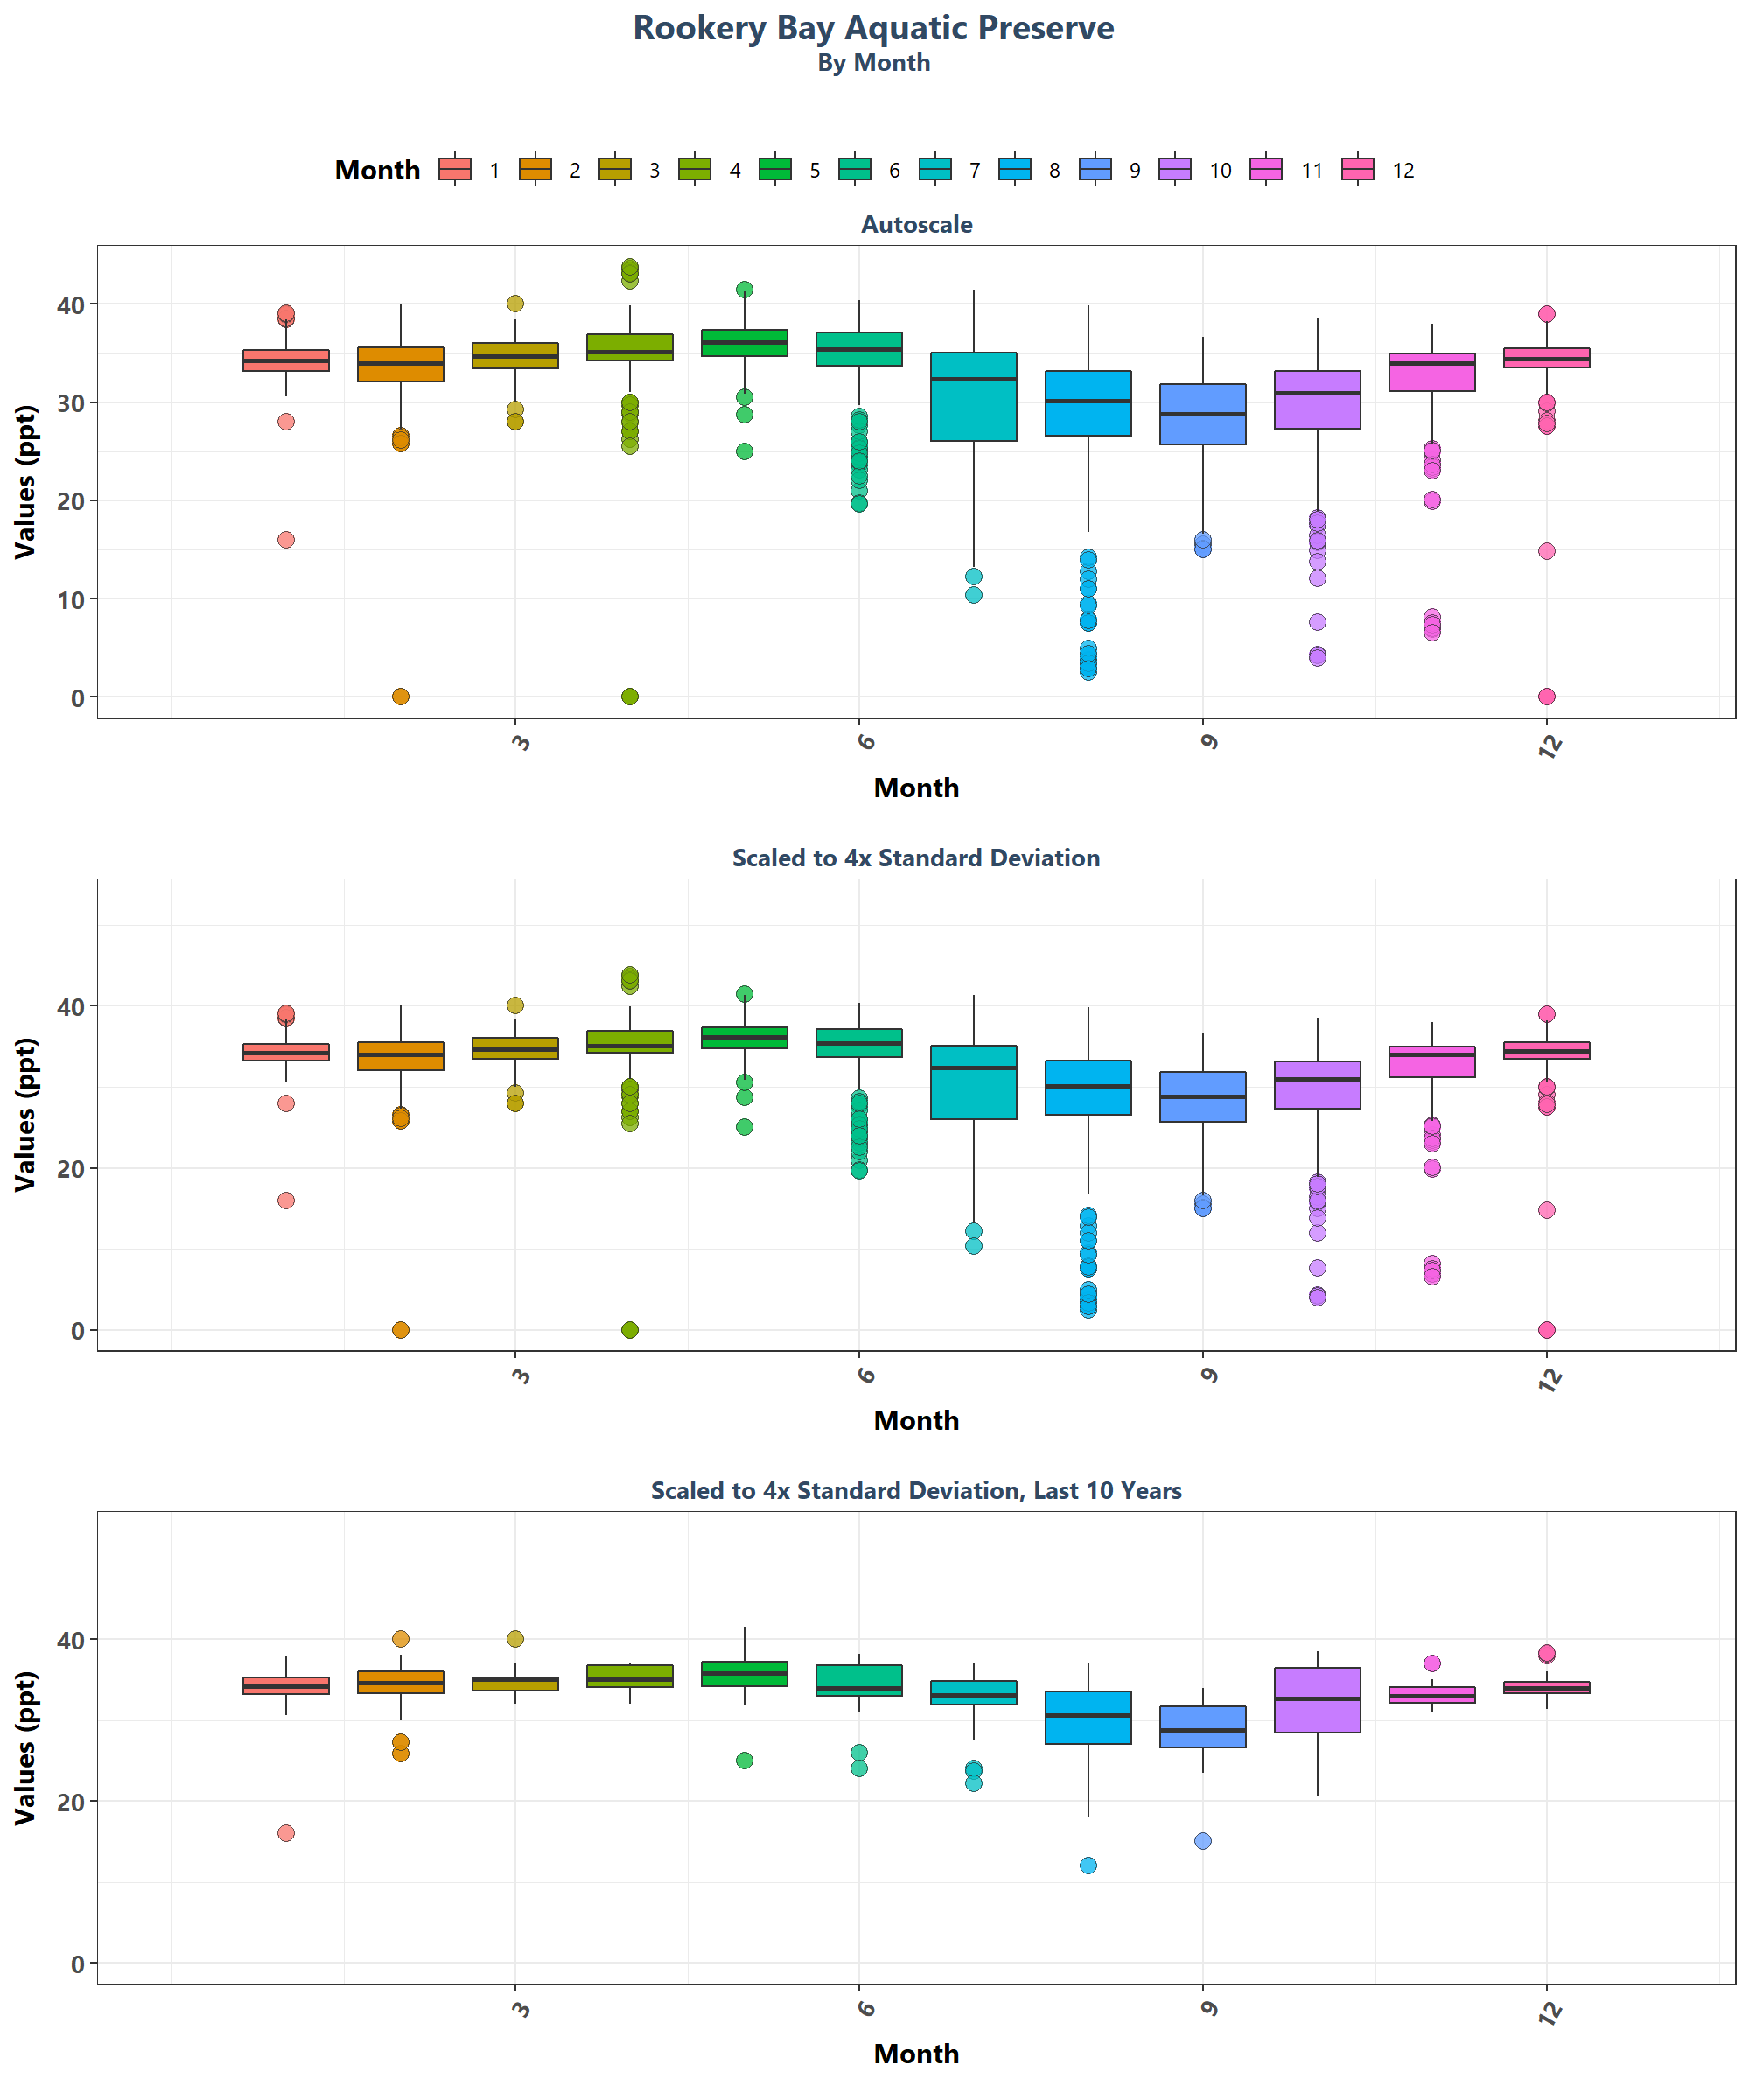 Rookery Bay Aquatic Preserve
By Month
Month 1 2 3 4 5 6 7 8 9 10 11 12
Autoscale
Values (ppt)
40
30
20
10
0
3 6 9 12
Month
Scaled to 4x Standard Deviation
Values (ppt)
40
20
0
3 6 9 12
Month
Scaled to 4x Standard Deviation, Last 10 Years
Values (ppt)
40
20
0
3 6 9 12
Month